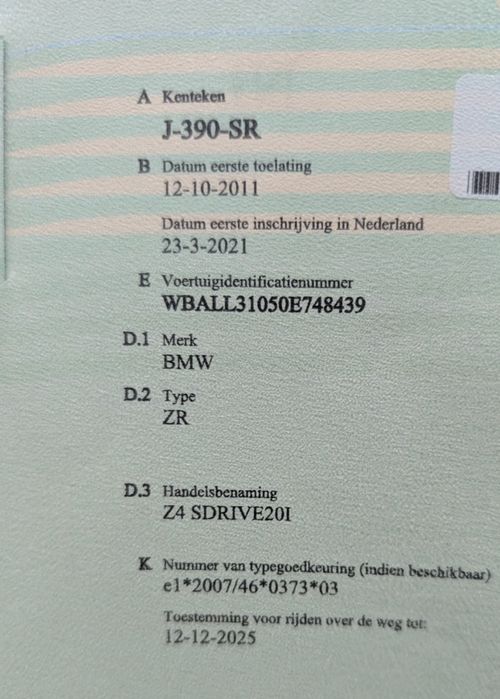 A Kenteken
J-390-SR
B Datum eerste toelating
12-10-2011
Datum eerste inschrijving in Nederland
23-3-2021
E Voertuigidentificatienummer
WBALL31050E748439
D.1 Merk
BMW
D.2 Type
ZR
D.3 Handelsbenaming
Z4 SDRIVE20I
K Nummer van typegoedkeuring (indien beschikbaar)
e1*2007/46*0373*03
Toestemming voor rijden over de weg tot:
12-12-2025